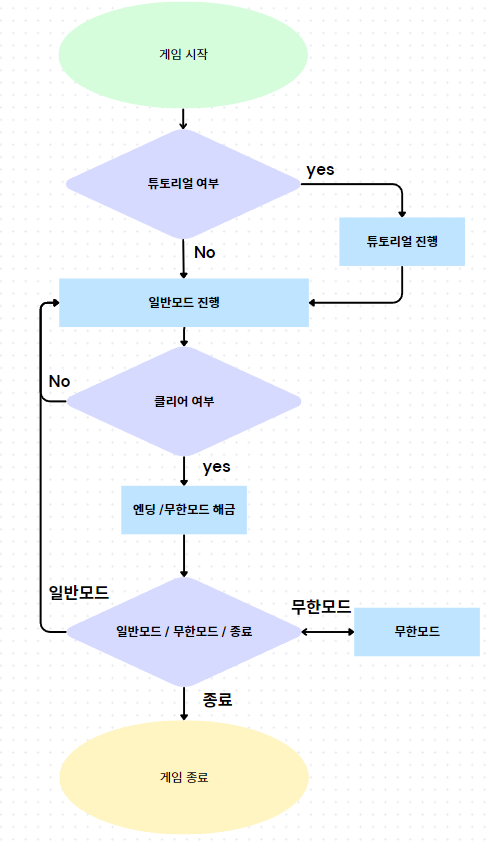 게임 시작
튜토리얼 여부
yes
튜토리얼 진행
No
일반모드 진행
No
클리어 여부
yes
엔딩 /무한모드 해금
일반모드
무한모드
일반모드 / 무한모드 / 종료
무한모드
종료
게임 종료